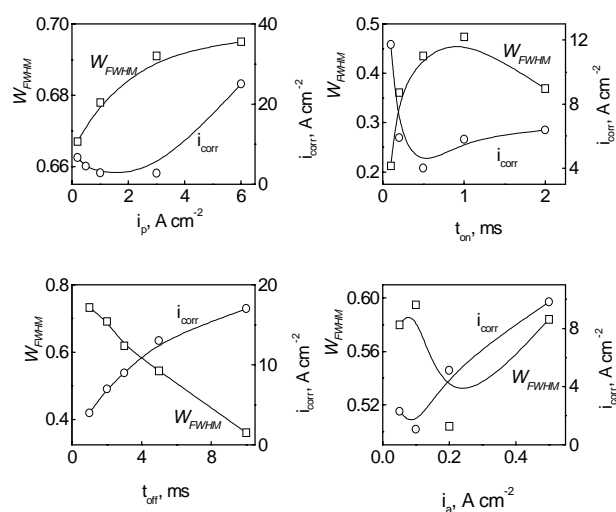 0.70
0.68
0.66
W_FWHM
W_FWHM
i_corr
40
30
20
10
0
i_corr, A cm⁻²
0 2 4 6
i_p, A cm⁻²
0.5
0.4
0.3
0.2
W_FWHM
W_FWHM
i_corr
12
8
4
i_corr, A cm⁻²
0 1 2
t_on, ms
0.8
0.6
0.4
W_FWHM
i_corr
W_FWHM
20
10
0
i_corr, A cm⁻²
0 5 10
t_off, ms
0.60
0.56
0.52
W_FWHM
i_corr
W_FWHM
8
4
0
i_corr, A cm⁻²
0.0 0.2 0.4
i_a, A cm⁻²